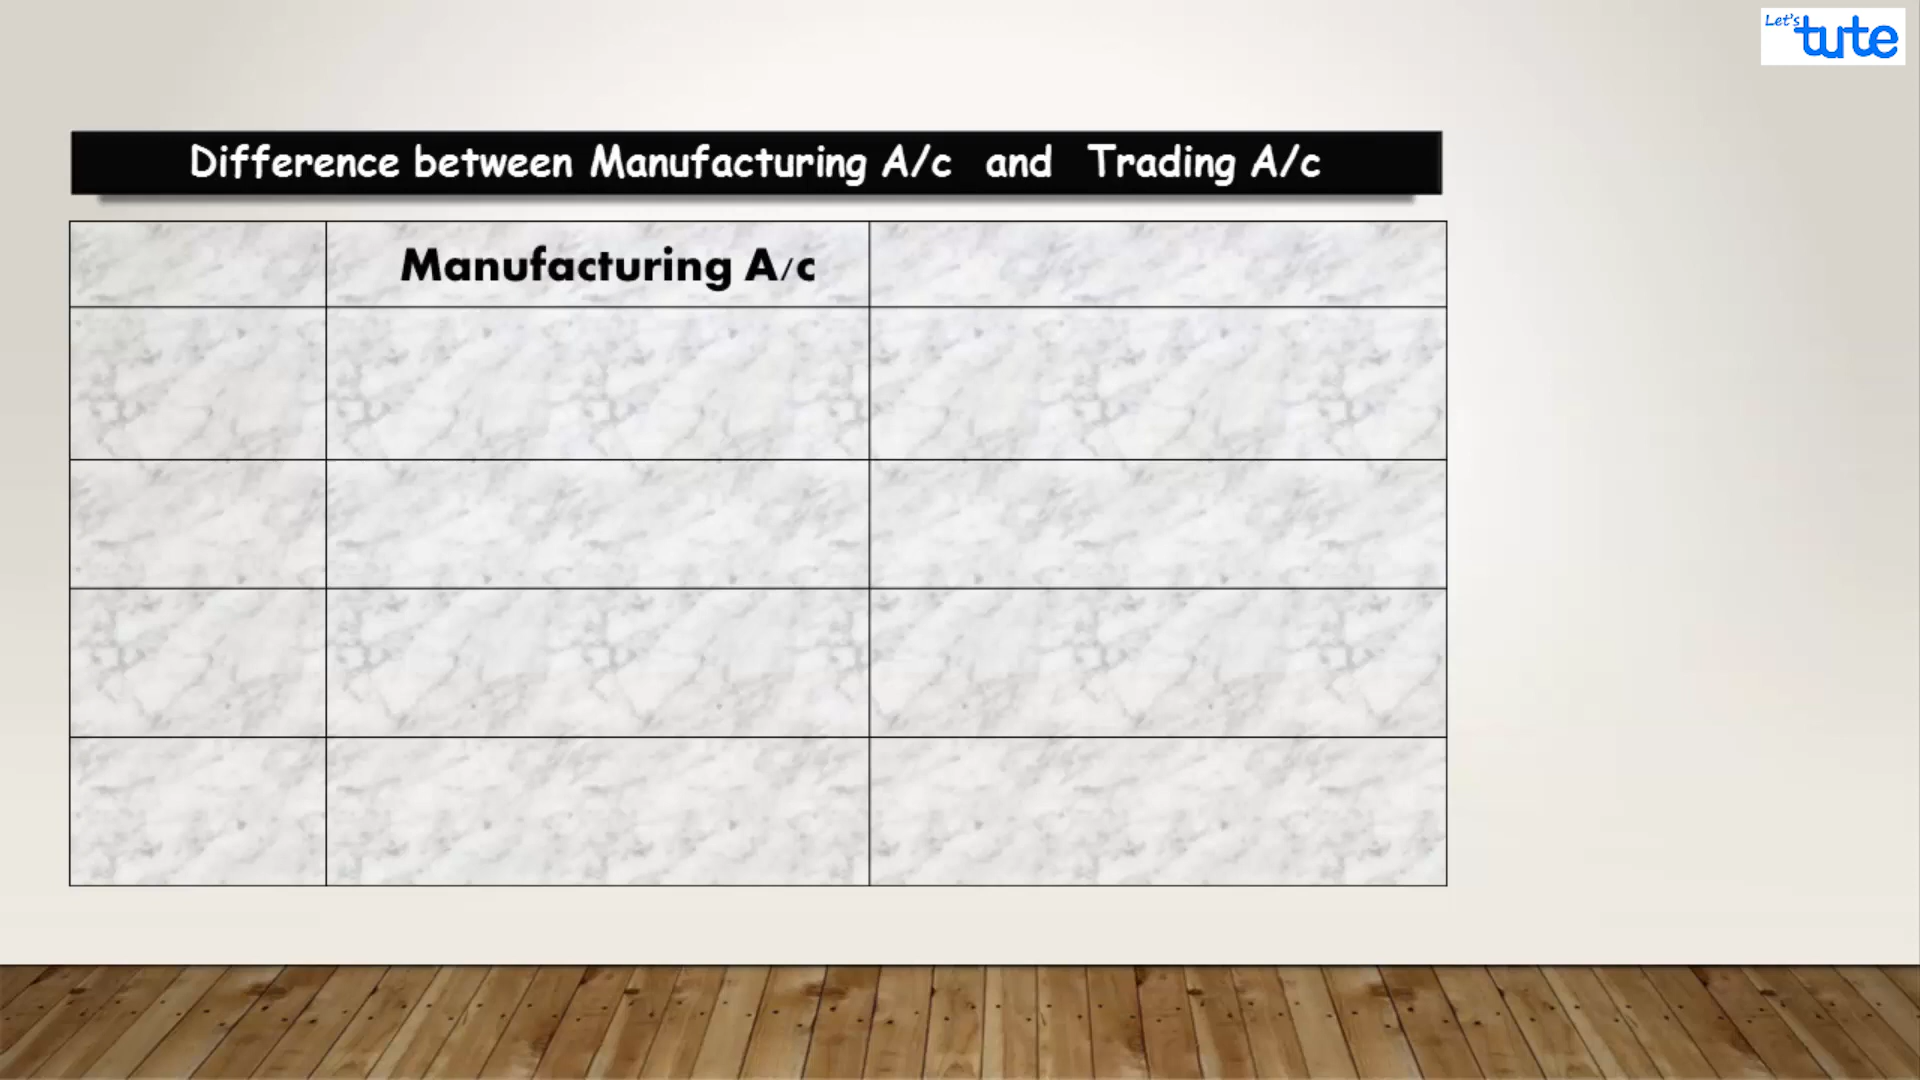 Let's tute
Difference between Manufacturing A/c and Trading A/c
Manufacturing A/c